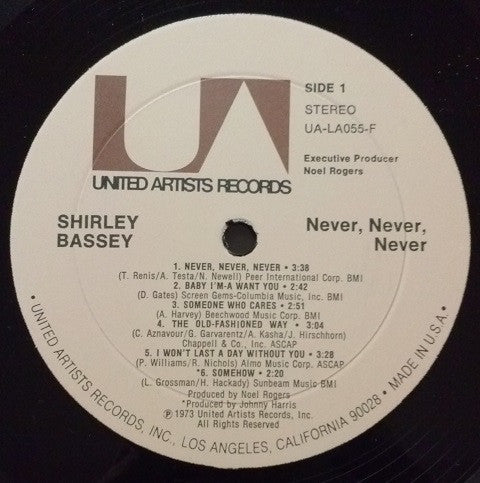 UA
UNITED ARTISTS RECORDS
SIDE 1
STEREO
UA-LA055-F
Executive Producer
Noel Rogers
SHIRLEY
BASSEY
Never, Never,
Never
1. NEVER, NEVER, NEVER • 3:38
(T. Renis/A. Testa/N. Newell) Peer International Corp. BMI
2. BABY I'M-A WANT YOU • 2:42
(D. Gates) Screen Gems-Columbia Music, Inc. BMI
3. SOMEONE WHO CARES • 2:51
(A. Harvey) Beechwood Music Corp. BMI
4. THE OLD-FASHIONED WAY • 3:04
(C. Aznavour/G. Garvarentz/A. Kasha/J. Hirschhorn)
Chappell & Co., Inc. ASCAP
5. I WON'T LAST A DAY WITHOUT YOU • 3:28
(P. Williams/R. Nichols) Almo Music Corp. ASCAP
*6. SOMEHOW • 2:20
(L. Grossman/H. Hackady) Sunbeam Music BMI
Produced by Noel Rogers
*Produced by Johnny Harris
℗ 1973 United Artists Records, Inc.
All Rights Reserved
• UNITED ARTISTS RECORDS, INC., LOS ANGELES, CALIFORNIA 90028 • MADE IN U.S.A. •